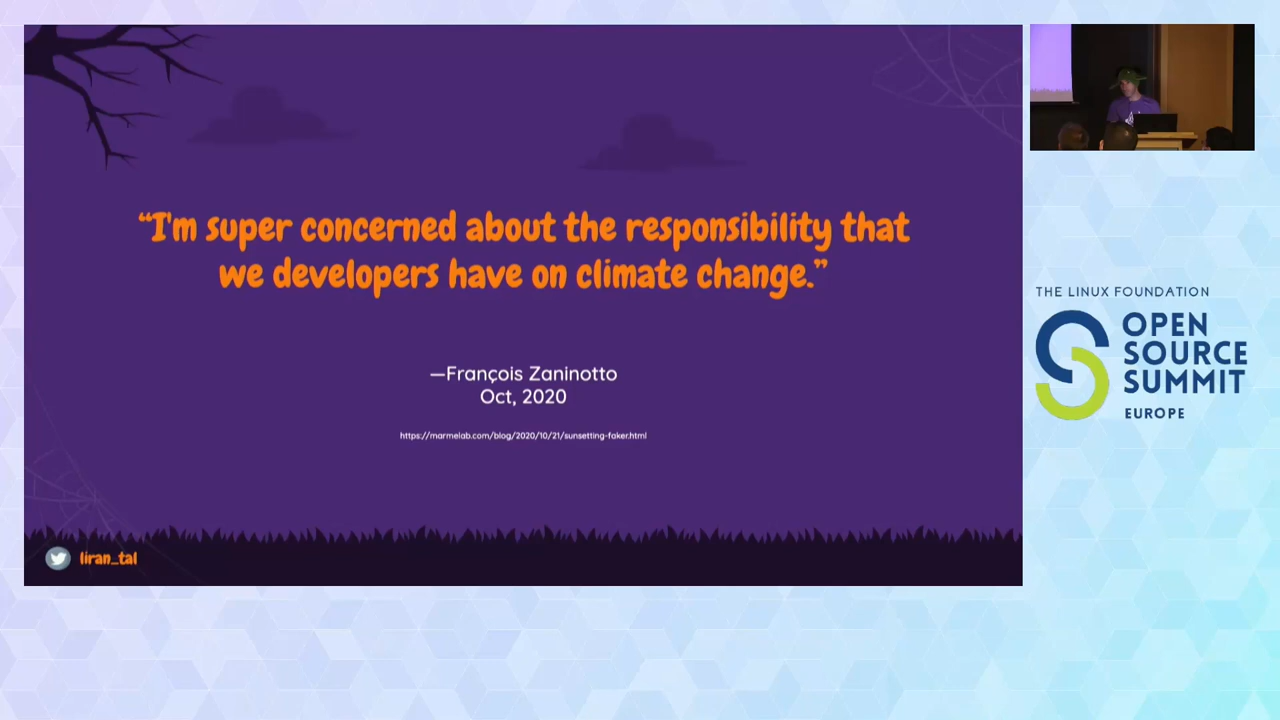 “I'm super concerned about the responsibility that
we developers have on climate change.”
—François Zaninotto
Oct, 2020
https://marmelab.com/blog/2020/10/21/sunsetting-faker.html
liran_tal
THE LINUX FOUNDATION
OPEN
SOURCE
SUMMIT
EUROPE